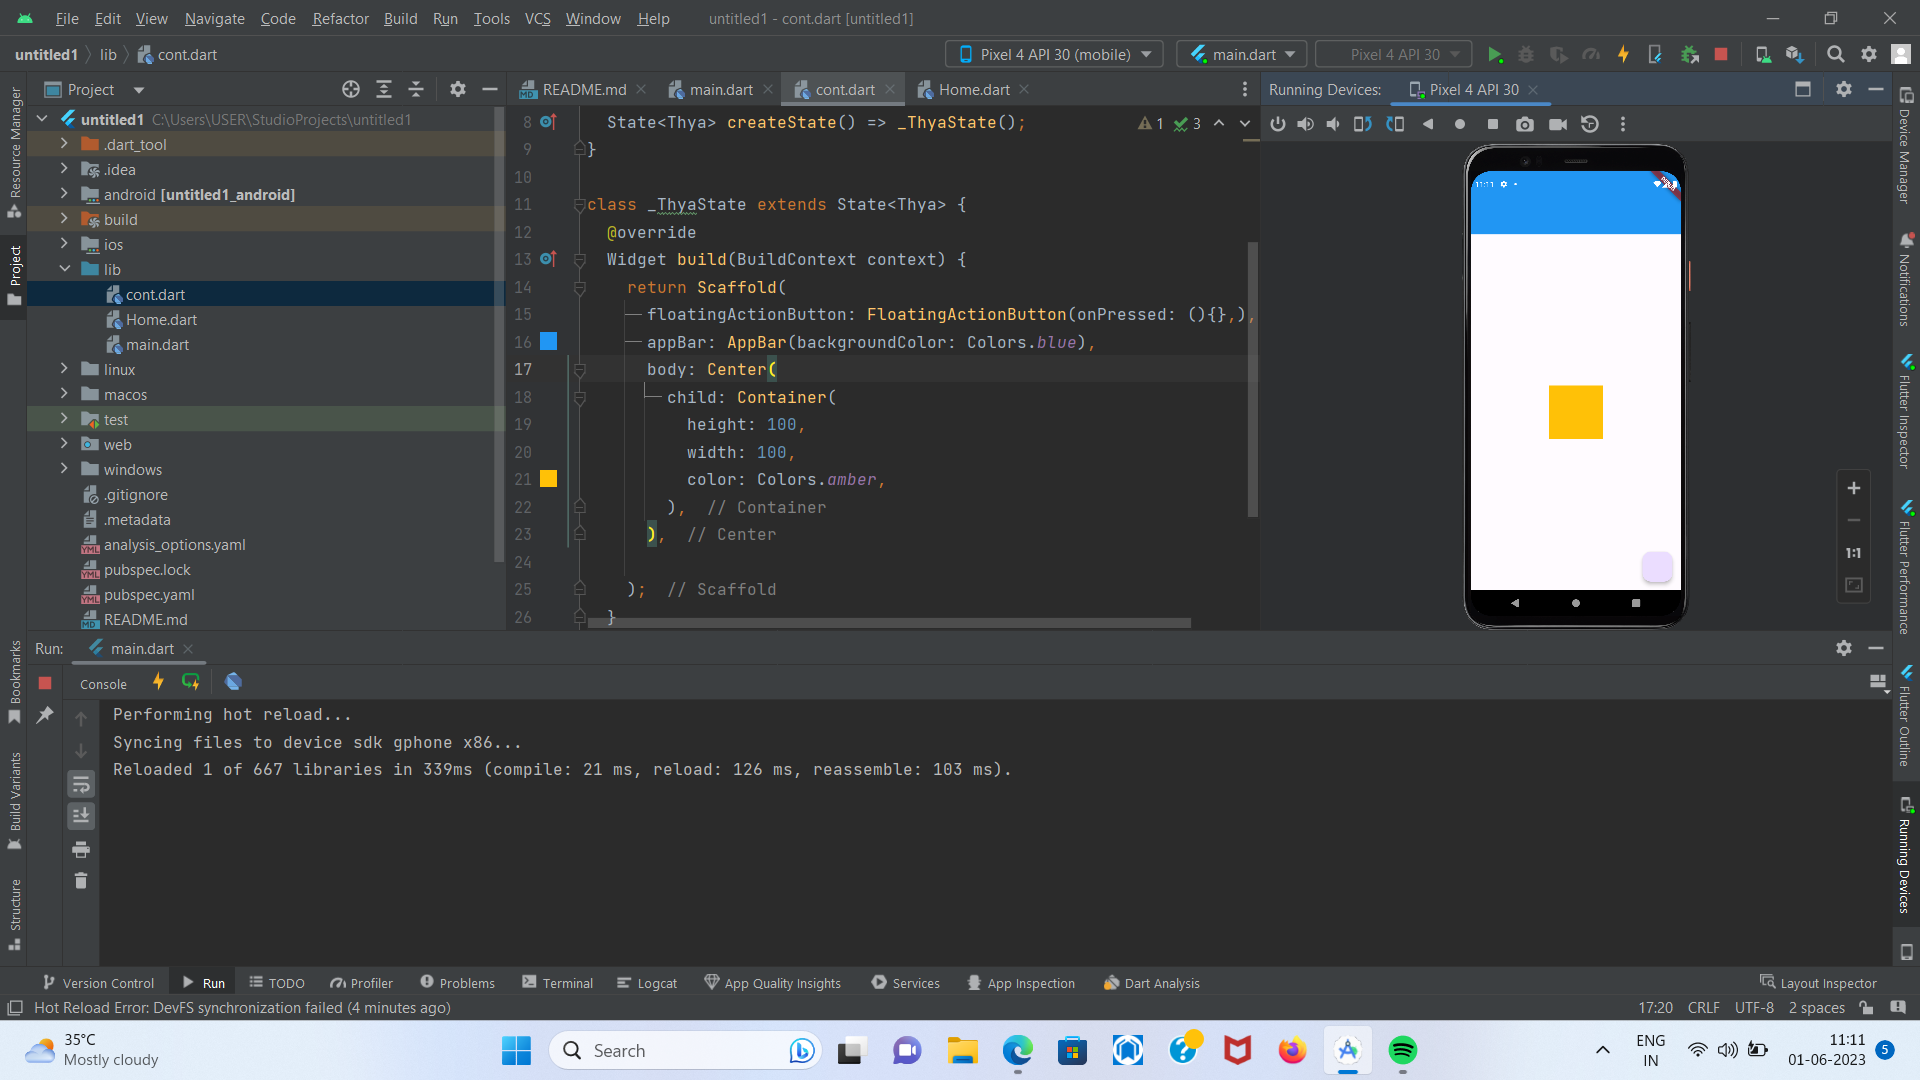 File Edit View Navigate Code Refactor Build Run Tools VCS Window Help untitled1 - cont.dart [untitled1]
untitled1 lib cont.dart Pixel 4 API 30 (mobile) main.dart Pixel 4 API 30
Project README.md main.dart cont.dart Home.dart Running Devices: Pixel 4 API 30
untitled1 C:\Users\USER\StudioProjects\untitled1
.dart_tool
.idea
android [untitled1_android]
build
ios
lib
cont.dart
Home.dart
main.dart
linux
macos
test
web
windows
.gitignore
.metadata
analysis_options.yaml
pubspec.lock
pubspec.yaml
README.md
8 State<Thya> createState() => _ThyaState(); 1 3
9 }
10
11 class _ThyaState extends State<Thya> {
12 @override
13 Widget build(BuildContext context) {
14 return Scaffold(
15 floatingActionButton: FloatingActionButton(onPressed: (){},),
16 appBar: AppBar(backgroundColor: Colors.blue),
17 body: Center(
18 child: Container(
19 height: 100,
20 width: 100,
21 color: Colors.amber,
22 ), // Container
23 ), // Center
24
25 ); // Scaffold
26 }
11:11
1:1
Resource Manager
Project
Bookmarks
Build Variants
Structure
Device Manager
Notifications
Flutter Inspector
Flutter Performance
Flutter Outline
Running Devices
Run: main.dart
Console
Performing hot reload...
Syncing files to device sdk gphone x86...
Reloaded 1 of 667 libraries in 339ms (compile: 21 ms, reload: 126 ms, reassemble: 103 ms).
Version Control Run TODO Profiler Problems Terminal Logcat App Quality Insights Services App Inspection Dart Analysis Layout Inspector
Hot Reload Error: DevFS synchronization failed (4 minutes ago) 17:20 CRLF UTF-8 2 spaces
35°C
Mostly cloudy
Search
ENG
IN
11:11
01-06-2023
5